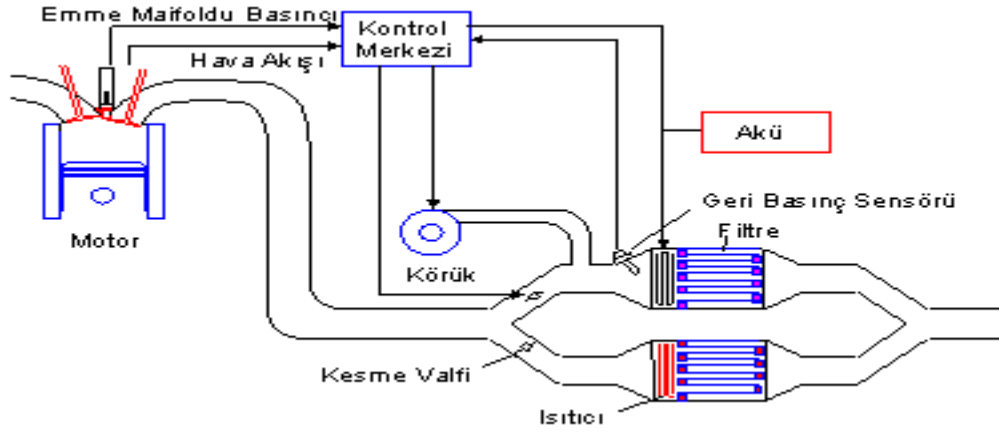 Emme Maifoldu Basıncı
Kontrol
Merkezi
Hava Akışı
Akü
Geri Basınç Sensörü
Filtre
Motor
Körük
Kesme Valfi
Isıtıcı